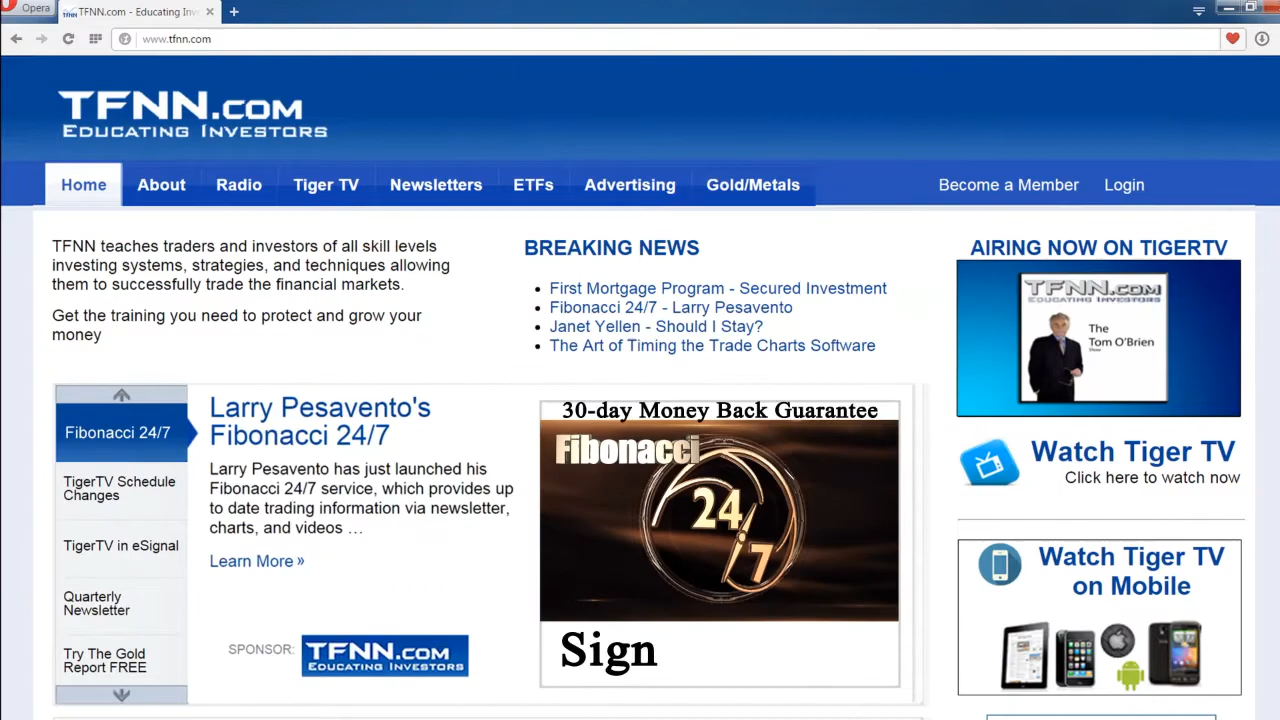 Opera
TFNN.com - Educating Inv
www.tfnn.com
TFNN.com
Educating Investors
Home
About
Radio
Tiger TV
Newsletters
ETFs
Advertising
Gold/Metals
Become a Member
Login
TFNN teaches traders and investors of all skill levels
investing systems, strategies, and techniques allowing
them to successfully trade the financial markets.
Get the training you need to protect and grow your
money
BREAKING NEWS
First Mortgage Program - Secured Investment
Fibonacci 24/7 - Larry Pesavento
Janet Yellen - Should I Stay?
The Art of Timing the Trade Charts Software
AIRING NOW ON TIGERTV
TFNN.com
Educating Investors
The
Tom O'Brien
Show
Watch Tiger TV
Click here to watch now
Fibonacci 24/7
TigerTV Schedule
Changes
TigerTV in eSignal
Quarterly
Newsletter
Try The Gold
Report FREE
Larry Pesavento's
Fibonacci 24/7
Larry Pesavento has just launched his
Fibonacci 24/7 service, which provides up
to date trading information via newsletter,
charts, and videos …
Learn More »
SPONSOR:
TFNN.com
Educating Investors
30-day Money Back Guarantee
Fibonacci
24
7
Sign
Watch Tiger TV
on Mobile